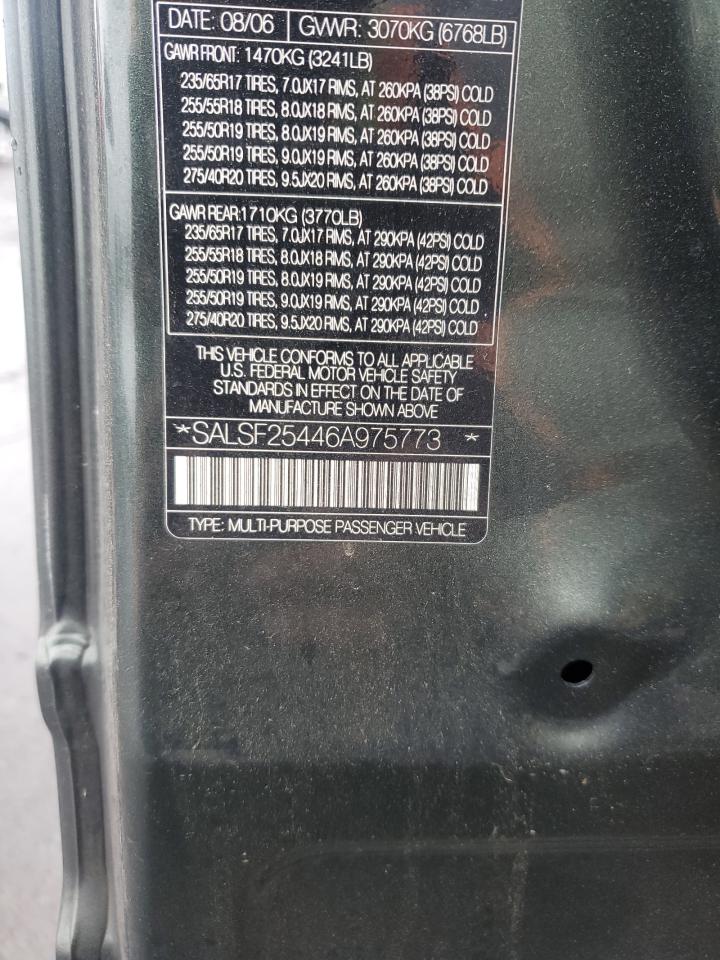 DATE: 08/06 GVWR: 3070KG (6768LB)
GAWR FRONT: 1470KG (3241LB)
235/65R17 TIRES, 7.0JX17 RIMS, AT 260KPA (38PSI) COLD
255/55R18 TIRES, 8.0JX18 RIMS, AT 260KPA (38PSI) COLD
255/50R19 TIRES, 8.0JX19 RIMS, AT 260KPA (38PSI) COLD
255/50R19 TIRES, 9.0JX19 RIMS, AT 260KPA (38PSI) COLD
275/40R20 TIRES, 9.5JX20 RIMS, AT 260KPA (38PSI) COLD
GAWR REAR:1710KG (3770LB)
235/65R17 TIRES, 7.0JX17 RIMS, AT 290KPA (42PSI) COLD
255/55R18 TIRES, 8.0JX18 RIMS, AT 290KPA (42PSI) COLD
255/50R19 TIRES, 8.0JX19 RIMS, AT 290KPA (42PSI) COLD
255/50R19 TIRES, 9.0JX19 RIMS, AT 290KPA (42PSI) COLD
275/40R20 TIRES, 9.5JX20 RIMS, AT 290KPA (42PSI) COLD
THIS VEHICLE CONFORMS TO ALL APPLICABLE
U.S. FEDERAL MOTOR VEHICLE SAFETY
STANDARDS IN EFFECT ON THE DATE OF
MANUFACTURE SHOWN ABOVE
*SALSF25446A975773 *
TYPE: MULTI-PURPOSE PASSENGER VEHICLE